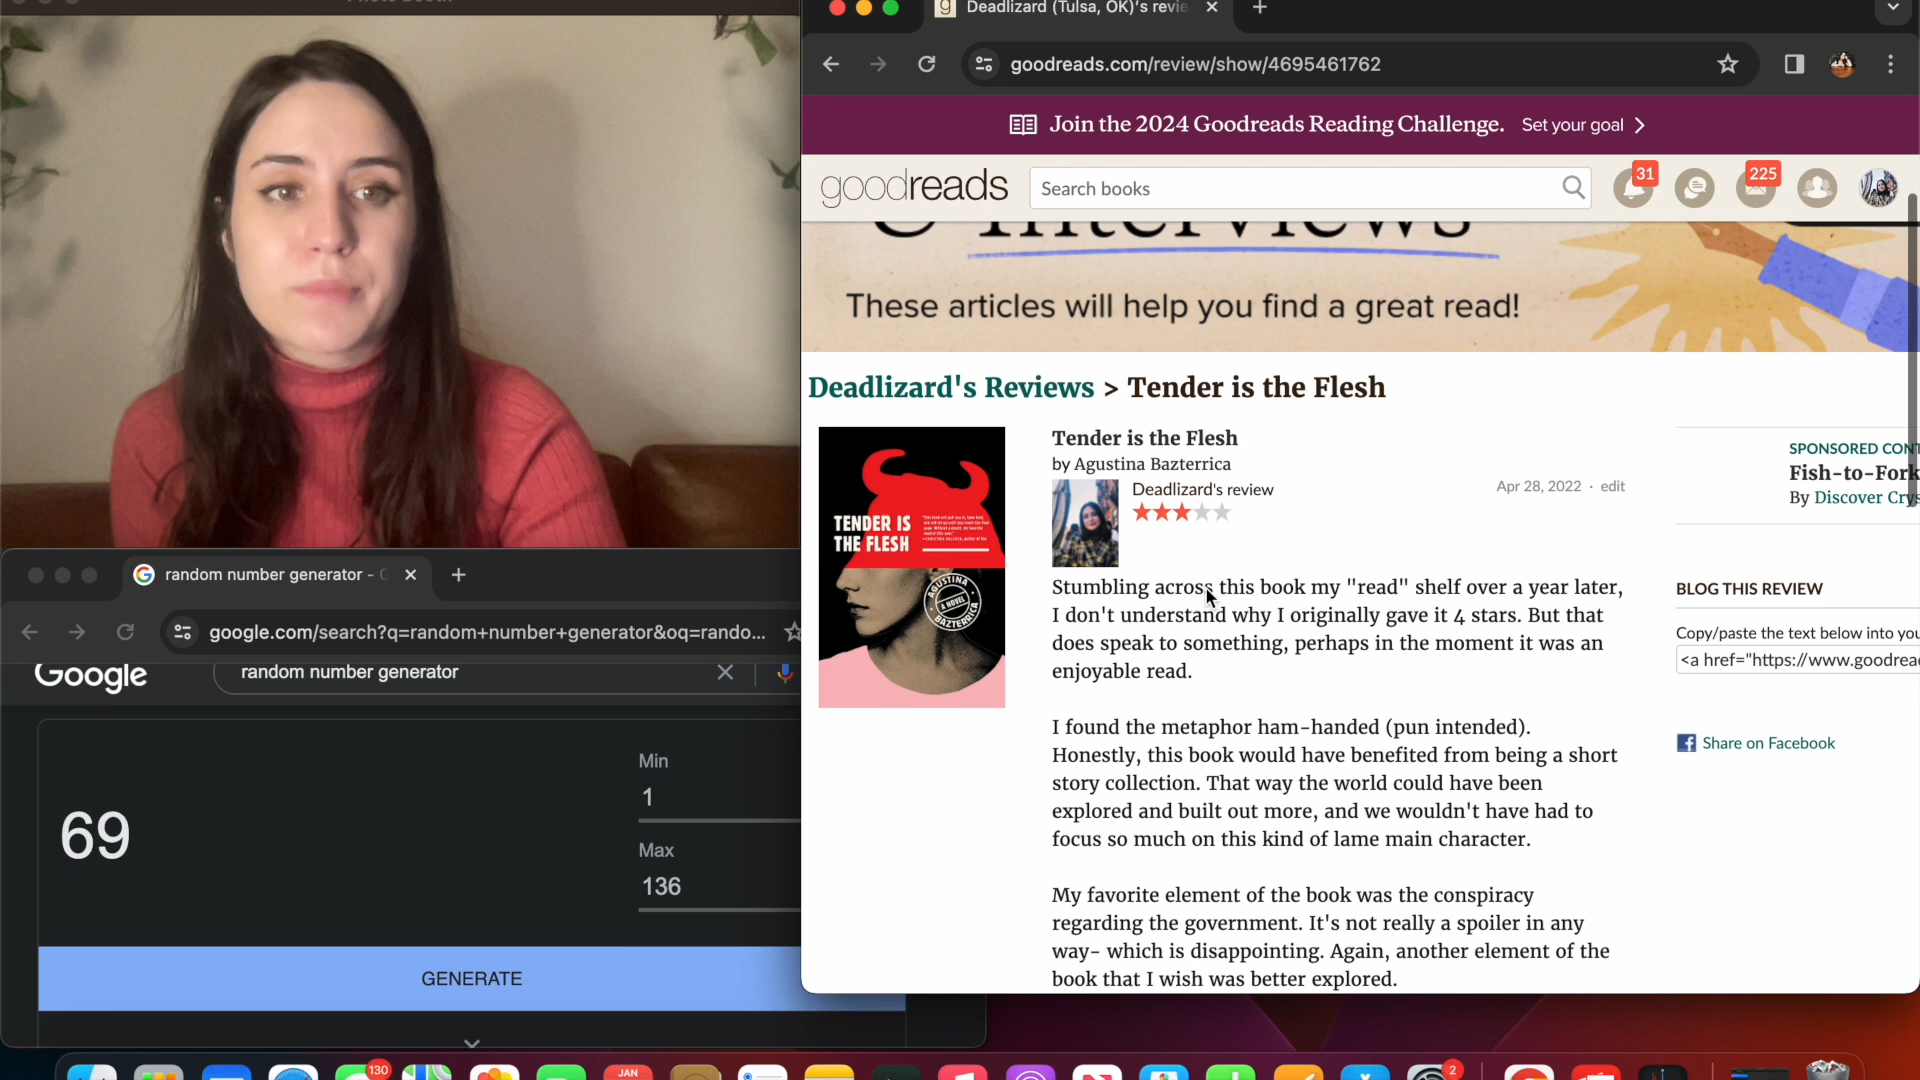 Deadlizard (Tulsa, OK)'s revie
goodreads.com/review/show/4695461762
Join the 2024 Goodreads Reading Challenge. Set your goal
goodreads
Search books
31
225
& Interviews
These articles will help you find a great read!
Deadlizard's Reviews > Tender is the Flesh
TENDER IS
THE FLESH
AGUSTINA
A NOVEL
BAZTERRICA
Tender is the Flesh
by Agustina Bazterrica
Deadlizard's review
Apr 28, 2022 · edit
Stumbling across this book my "read" shelf over a year later,
I don't understand why I originally gave it 4 stars. But that
does speak to something, perhaps in the moment it was an
enjoyable read.
I found the metaphor ham-handed (pun intended).
Honestly, this book would have benefited from being a short
story collection. That way the world could have been
explored and built out more, and we wouldn't have had to
focus so much on this kind of lame main character.
My favorite element of the book was the conspiracy
regarding the government. It's not really a spoiler in any
way- which is disappointing. Again, another element of the
book that I wish was better explored.
SPONSORED CONT
Fish-to-Fork
By Discover Crys
BLOG THIS REVIEW
Copy/paste the text below into you
<a href="https://www.goodread
Share on Facebook
random number generator - G
google.com/search?q=random+number+generator&oq=rando...
Google
random number generator
69
Min
1
Max
136
GENERATE
130
JAN
2